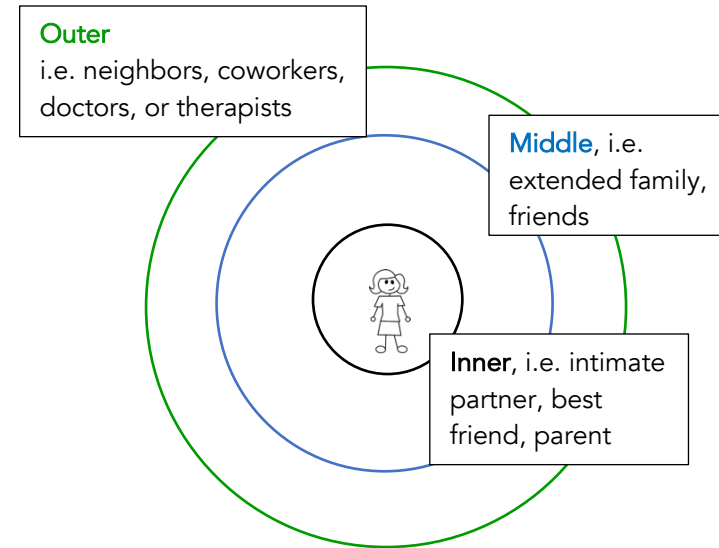 Outer
i.e. neighbors, coworkers,
doctors, or therapists
Middle, i.e.
extended family,
friends
Inner, i.e. intimate
partner, best
friend, parent